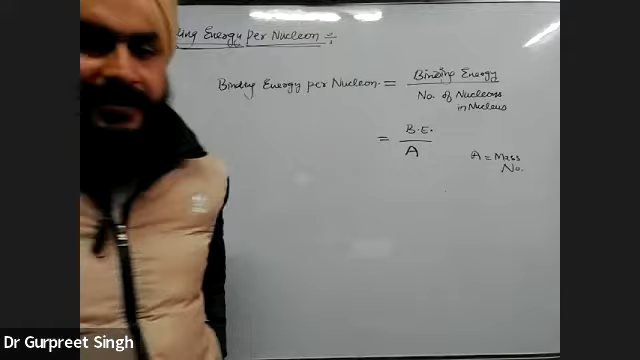 ing Energy per Nucleon :-
Binding Energy per Nucleon = Binding Energy
No. of Nucleons
in Nucleus
= B.E.
A
A = Mass
No.
Dr Gurpreet Singh